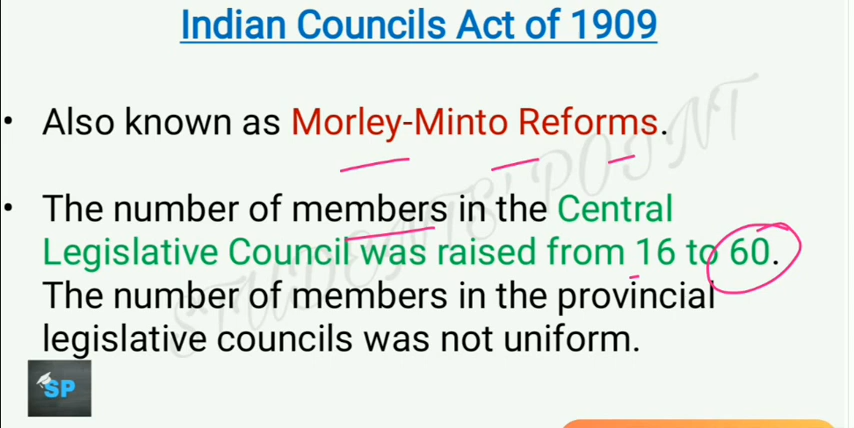 Indian Councils Act of 1909
• Also known as Morley-Minto Reforms.
• The number of members in the Central
Legislative Council was raised from 16 to 60.
The number of members in the provincial
legislative councils was not uniform.
STUDENTS' POINT
SP